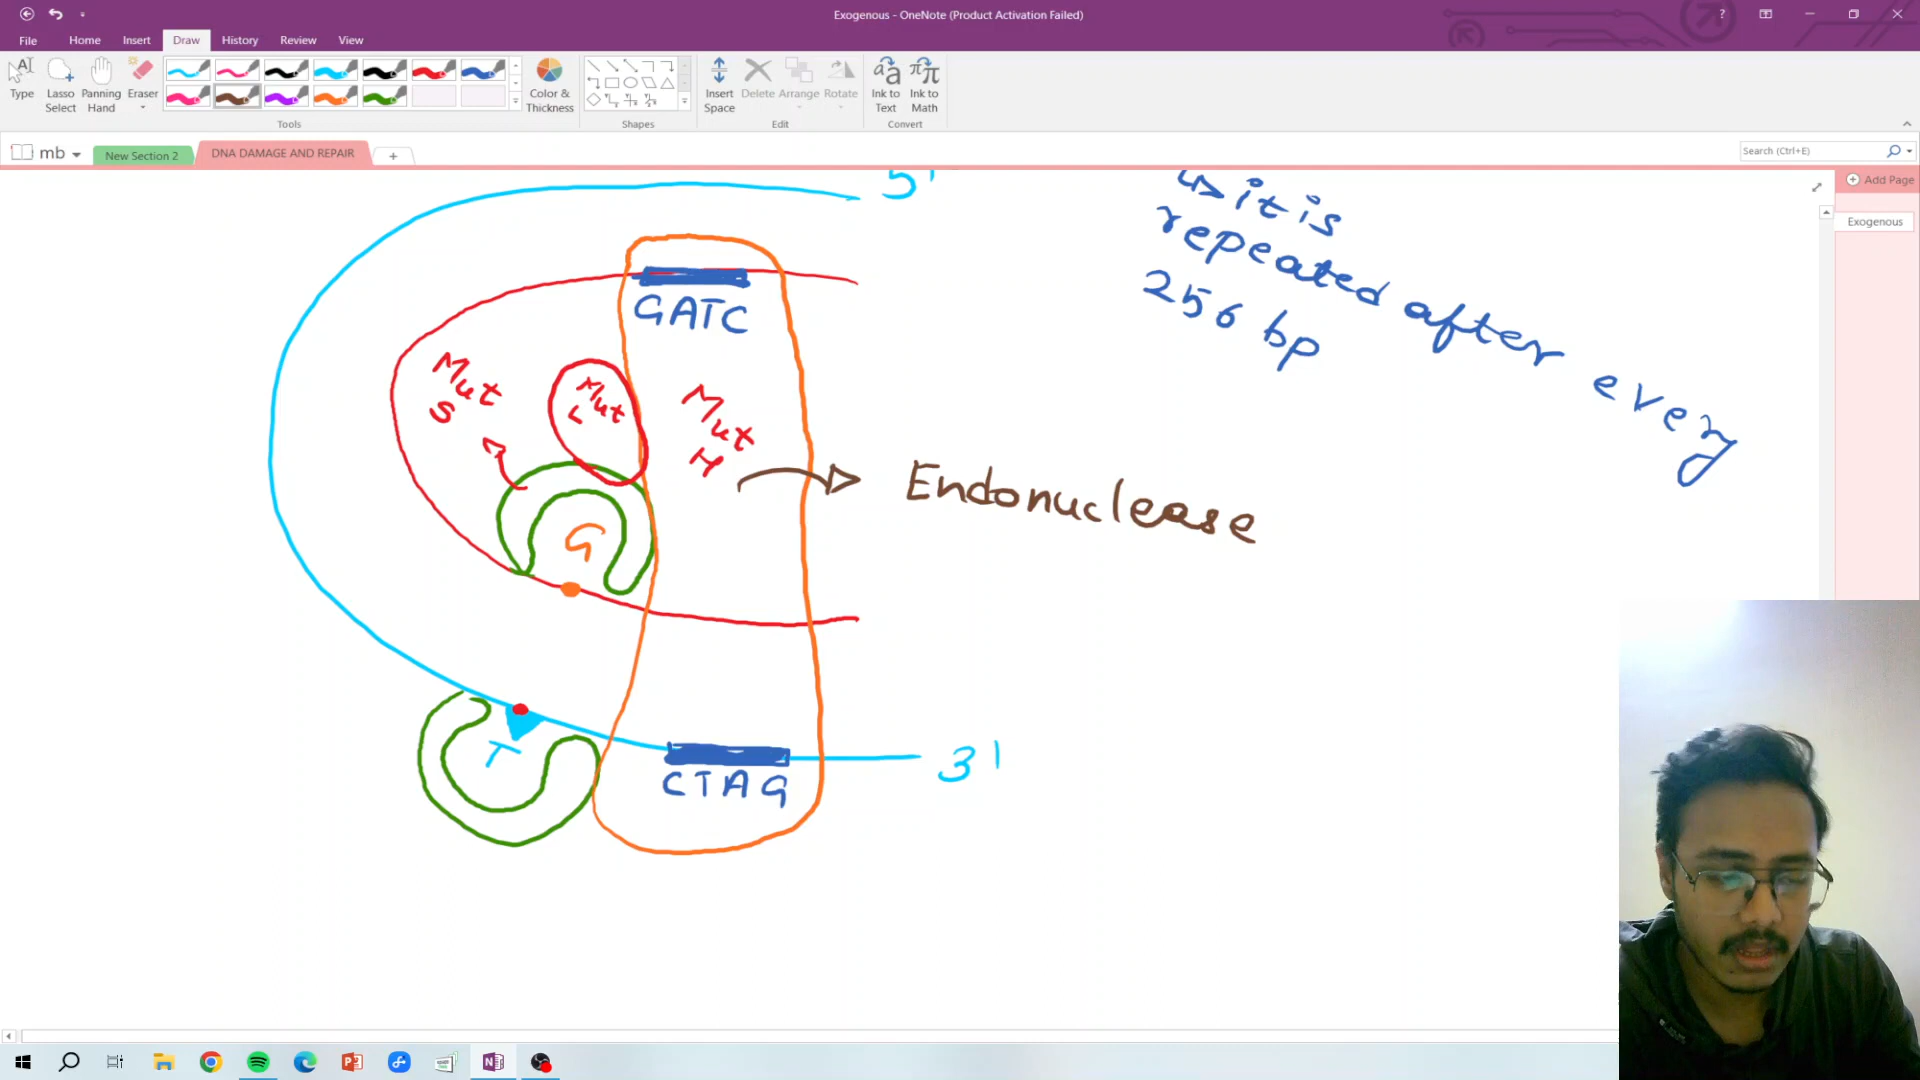 Exogenous - OneNote (Product Activation Failed)
?
File Home Insert Draw History Review View
Type
Lasso Select
Panning Hand
Eraser
Color & Thickness
Insert Space
Delete
Arrange
Rotate
Ink to Text
Ink to Math
Tools
Shapes
Edit
Convert
mb
New Section 2
DNA DAMAGE AND REPAIR
+
Search (Ctrl+E)
Add Page
Exogenous
5'
it is
repeated after every
256 bp
GATC
Mut
S
Mut
L
Mut
H
Endonuclease
G
T
CTAG
3'